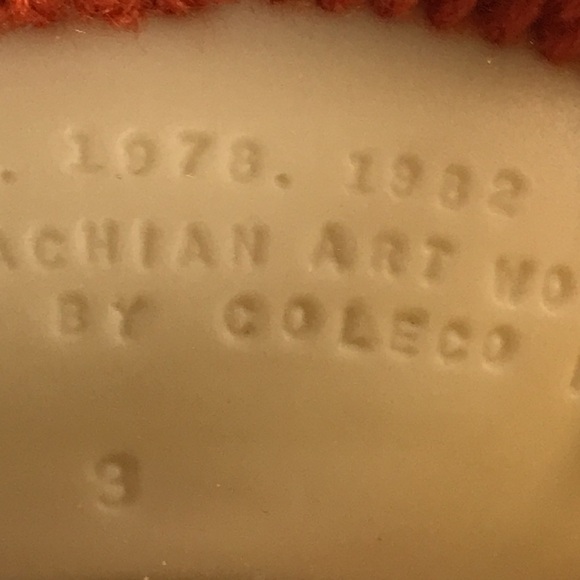 . 1978. 1982
ACHIAN ART WO
BY COLECO
3